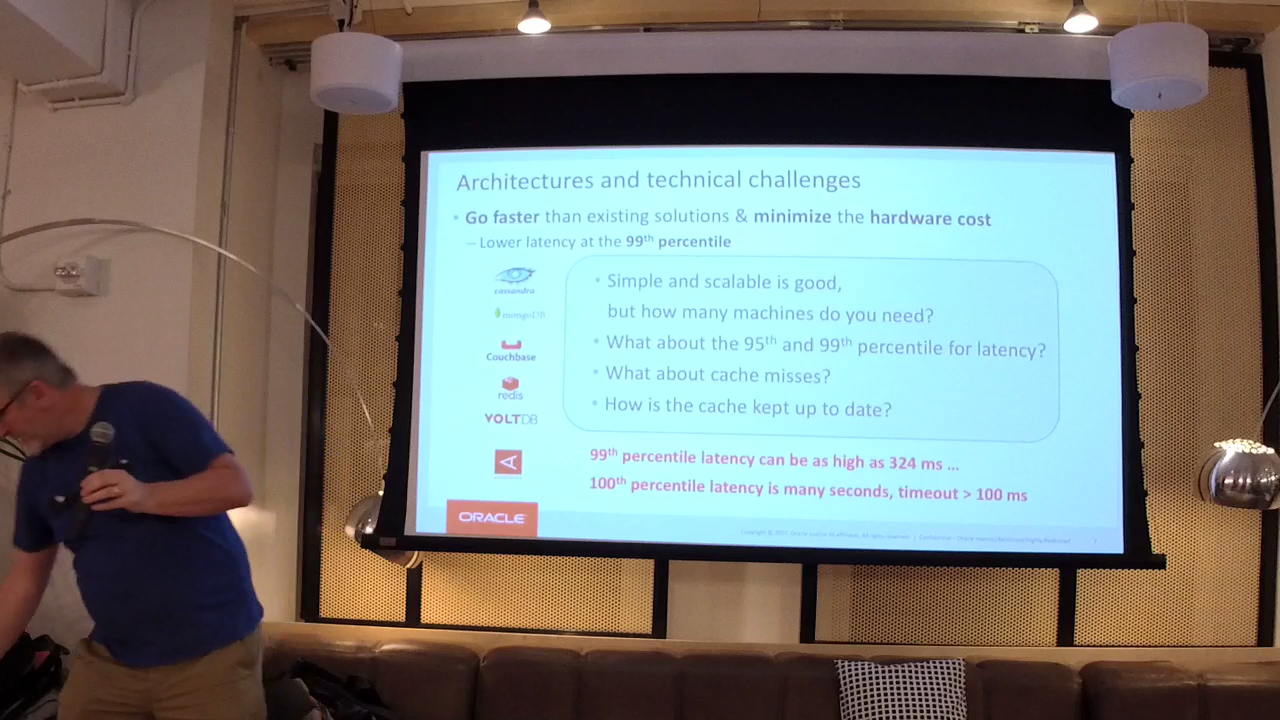 Architectures and technical challenges
• Go faster than existing solutions & minimize the hardware cost
– Lower latency at the 99th percentile
cassandra
mongoDB
Couchbase
redis
VOLTDB
• Simple and scalable is good,
but how many machines do you need?
• What about the 95th and 99th percentile for latency?
• What about cache misses?
• How is the cache kept up to date?
99th percentile latency can be as high as 324 ms ...
100th percentile latency is many seconds, timeout > 100 ms
ORACLE